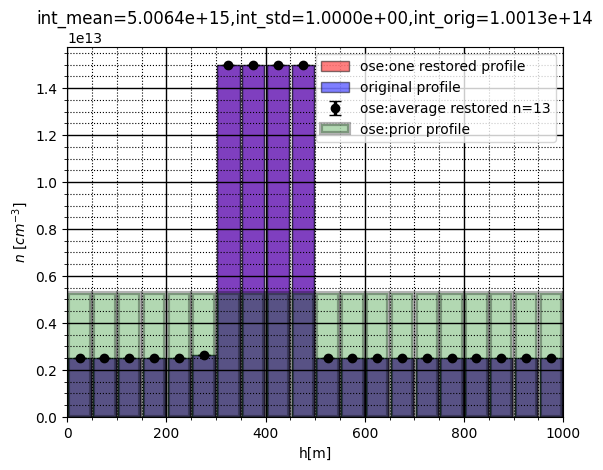 int_mean=5.0064e+15,int_std=1.0000e+00,int_orig=1.0013e+14
1e13
ose:one restored profile
original profile
ose:average restored n=13
ose:prior profile
1.4
1.2
1.0
0.8
0.6
0.4
0.2
0.0
n [cm⁻³]
0 200 400 600 800 1000
h[m]